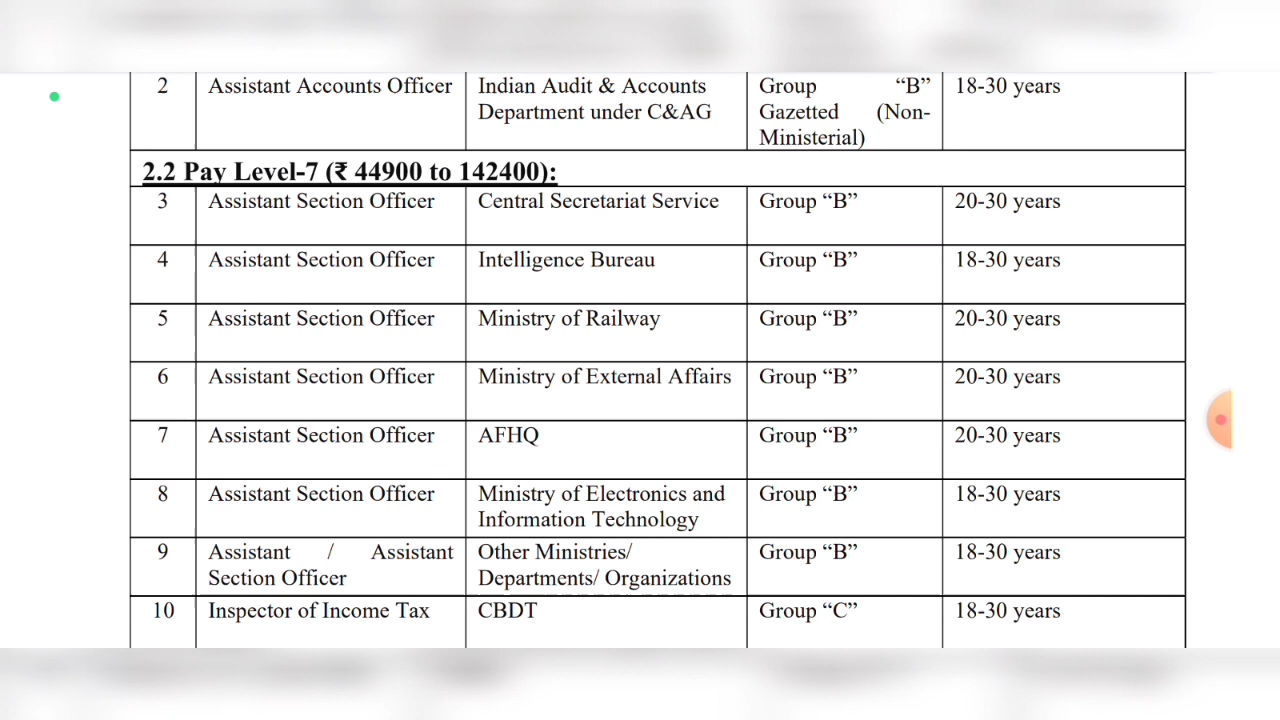 2 Assistant Accounts Officer Indian Audit & Accounts Group "B" 18-30 years
Department under C&AG Gazetted (Non-
Ministerial)
2.2 Pay Level-7 (₹ 44900 to 142400):
3 Assistant Section Officer Central Secretariat Service Group “B” 20-30 years
4 Assistant Section Officer Intelligence Bureau Group “B” 18-30 years
5 Assistant Section Officer Ministry of Railway Group “B” 20-30 years
6 Assistant Section Officer Ministry of External Affairs Group “B” 20-30 years
7 Assistant Section Officer AFHQ Group “B” 20-30 years
8 Assistant Section Officer Ministry of Electronics and Group “B” 18-30 years
Information Technology
9 Assistant / Assistant Other Ministries/ Group “B” 18-30 years
Section Officer Departments/ Organizations
10 Inspector of Income Tax CBDT Group “C” 18-30 years